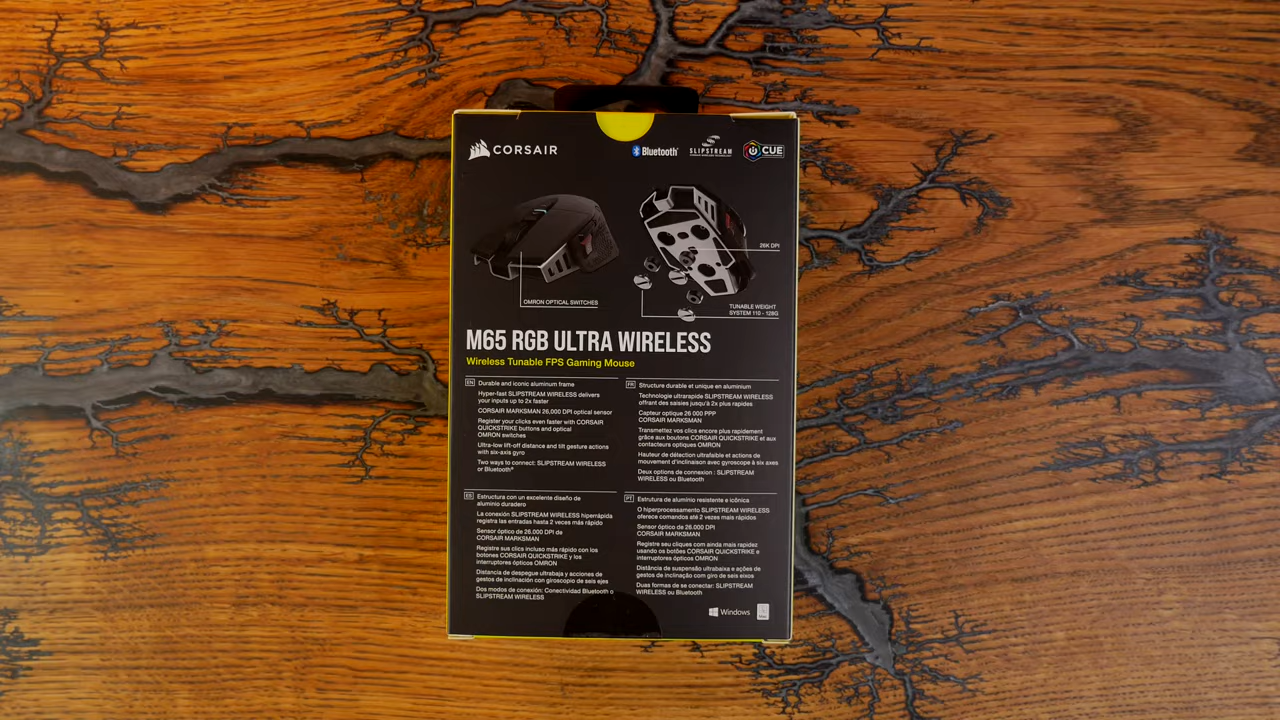 CORSAIR
Bluetooth®
SLIPSTREAM
CORSAIR WIRELESS TECHNOLOGY
CUE
26K DPI
OMRON OPTICAL SWITCHES
TUNABLE WEIGHT
SYSTEM 110 - 128G
M65 RGB ULTRA WIRELESS
Wireless Tunable FPS Gaming Mouse
EN Durable and iconic aluminum frame
Hyper-fast SLIPSTREAM WIRELESS delivers
your inputs up to 2x faster
CORSAIR MARKSMAN 26,000 DPI optical sensor
Register your clicks even faster with CORSAIR
QUICKSTRIKE buttons and optical
OMRON switches
Ultra-low lift-off distance and tilt gesture actions
with six-axis gyro
Two ways to connect: SLIPSTREAM WIRELESS
or Bluetooth®
FR Structure durable et unique en aluminium
Technologie ultrarapide SLIPSTREAM WIRELESS
offrant des saisies jusqu'à 2x plus rapides
Capteur optique 26 000 PPP
CORSAIR MARKSMAN
Transmettez vos clics encore plus rapidement
grâce aux boutons CORSAIR QUICKSTRIKE et aux
contacteurs optiques OMRON
Hauteur de détection ultrafaible et actions de
mouvement d'inclinaison avec gyroscope à six axes
Deux options de connexion : SLIPSTREAM
WIRELESS ou Bluetooth
ES Estructura con un excelente diseño de
aluminio duradero
La conexión SLIPSTREAM WIRELESS hiperrápida
registra las entradas hasta 2 veces más rápido
Sensor óptico de 26.000 DPI de
CORSAIR MARKSMAN
Registre sus clics incluso más rápido con los
botones CORSAIR QUICKSTRIKE y los
interruptores ópticos OMRON
Distancia de despegue ultrabaja y acciones de
gestos de inclinación con giroscopio de seis ejes
Dos modos de conexión: Conectividad Bluetooth o
SLIPSTREAM WIRELESS
PT Estrutura de alumínio resistente e icônica
O hiperprocessamento SLIPSTREAM WIRELESS
oferece comandos até 2 vezes mais rápidos
Sensor óptico de 26.000 DPI
CORSAIR MARKSMAN
Registre seu cliques com ainda mais rapidez
usando os botões CORSAIR QUICKSTRIKE e
interruptores ópticos OMRON
Distância de suspensão ultrabaixa e ações de
gestos de inclinação com giro de seis eixos
Duas formas de se conectar: SLIPSTREAM
WIRELESS ou Bluetooth
Windows
Mac